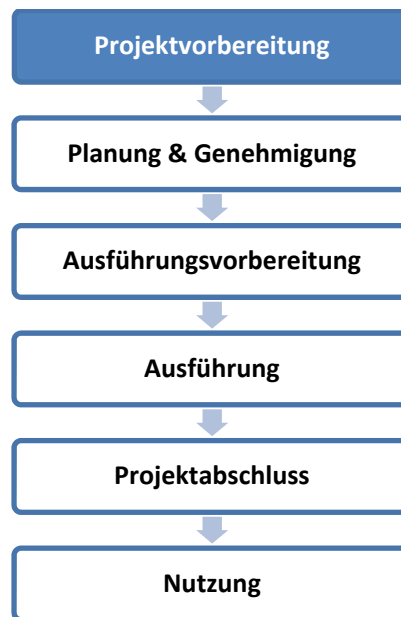 Projektvorbereitung
Planung & Genehmigung
Ausführungsvorbereitung
Ausführung
Projektabschluss
Nutzung